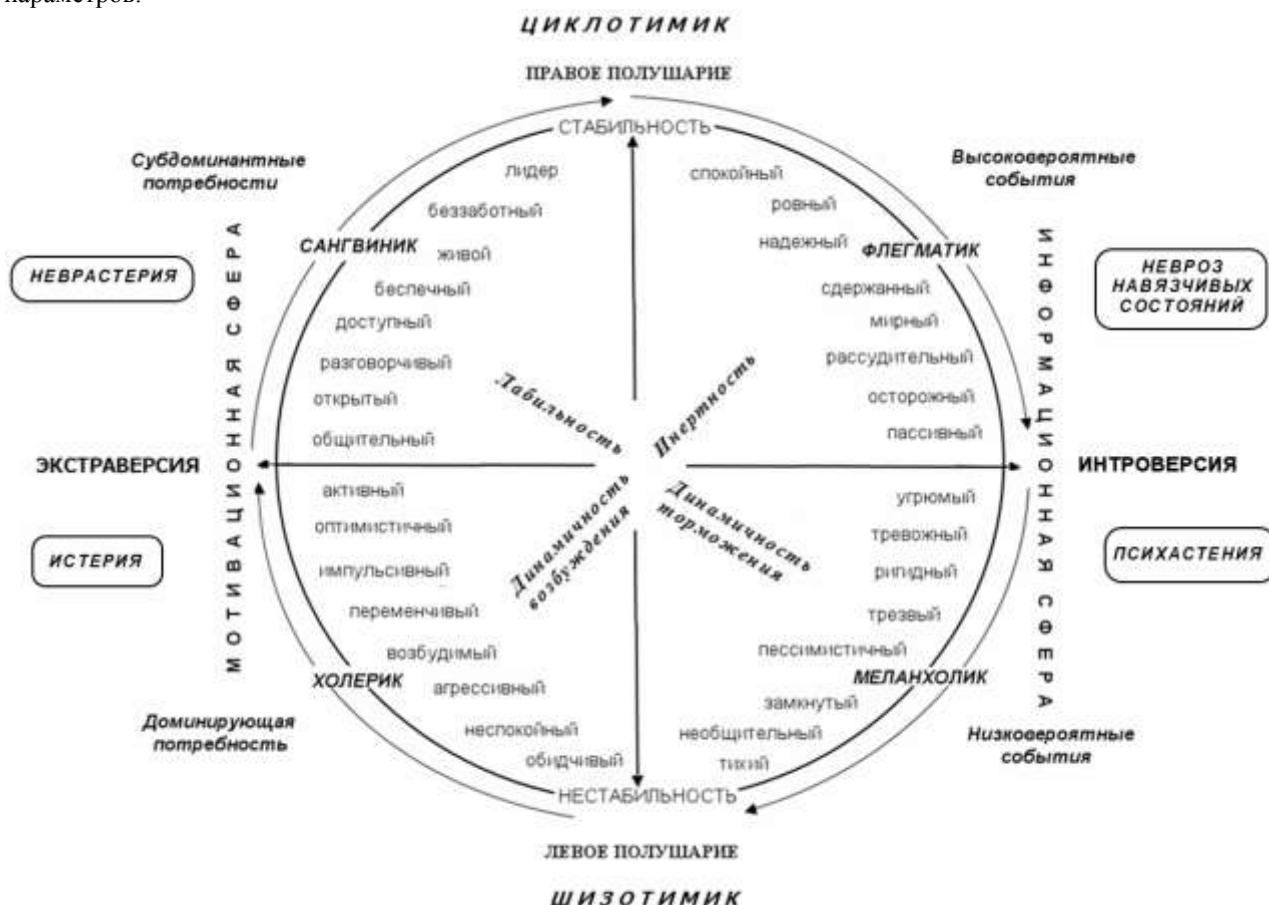 параметров.
ЦИКЛОТИМИК
ПРАВОЕ ПОЛУШАРИЕ
СТАБИЛЬНОСТЬ
Субдоминантные
потребности
Высоковероятные
события
лидер
беззаботный
живой
беспечный
доступный
разговорчивый
открытый
общительный
спокойный
ровный
надежный
сдержанный
мирный
рассудительный
осторожный
пассивный
САНГВИНИК
ФЛЕГМАТИК
НЕВРАСТЕРИЯ
НЕВРОЗ
НАВЯЗЧИВЫХ
СОСТОЯНИЙ
МОТИВАЦИОННАЯ СФЕРА
ИНФОРМАЦИОННАЯ СФЕРА
Лабильность
Инертность
ЭКСТРАВЕРСИЯ
ИНТРОВЕРСИЯ
Динамичность
возбуждения
Динамичность
торможения
активный
оптимистичный
импульсивный
переменчивый
возбудимый
агрессивный
неспокойный
обидчивый
угрюмый
тревожный
ригидный
трезвый
пессимистичный
замкнутый
необщительный
тихий
ИСТЕРИЯ
ПСИХАСТЕНИЯ
ХОЛЕРИК
МЕЛАНХОЛИК
Доминирующая
потребность
Низковероятные
события
НЕСТАБИЛЬНОСТЬ
ЛЕВОЕ ПОЛУШАРИЕ
ШИЗОТИМИК